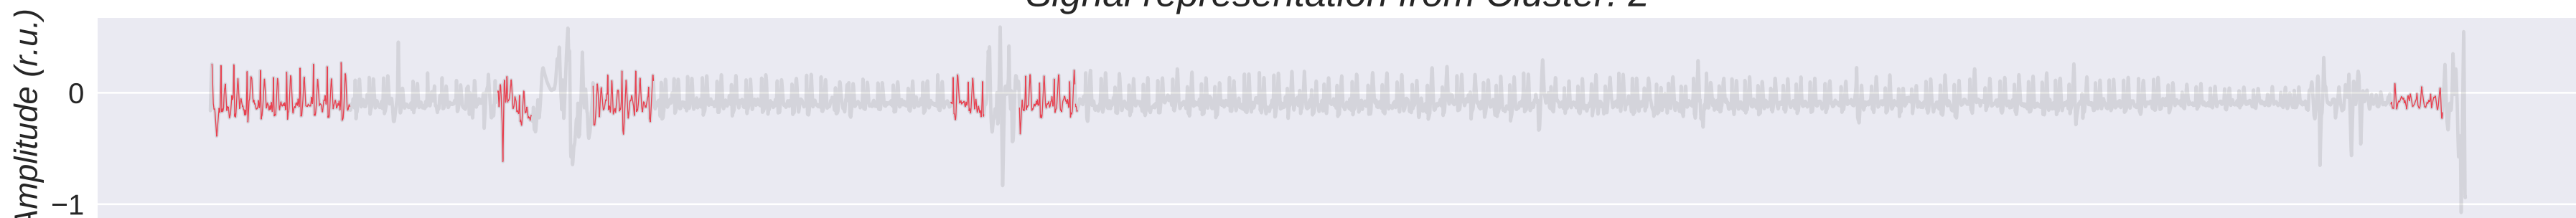 Signal representation from Cluster: 2
Amplitude (r.u.)
0
−1